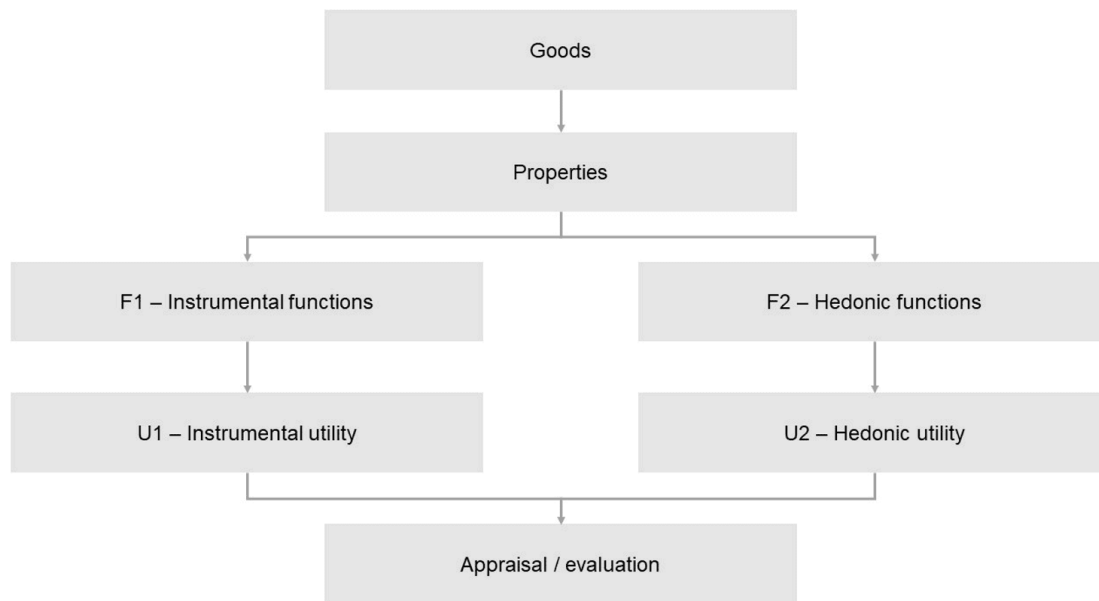 Goods
Properties
F1 – Instrumental functions
F2 – Hedonic functions
U1 – Instrumental utility
U2 – Hedonic utility
Appraisal / evaluation